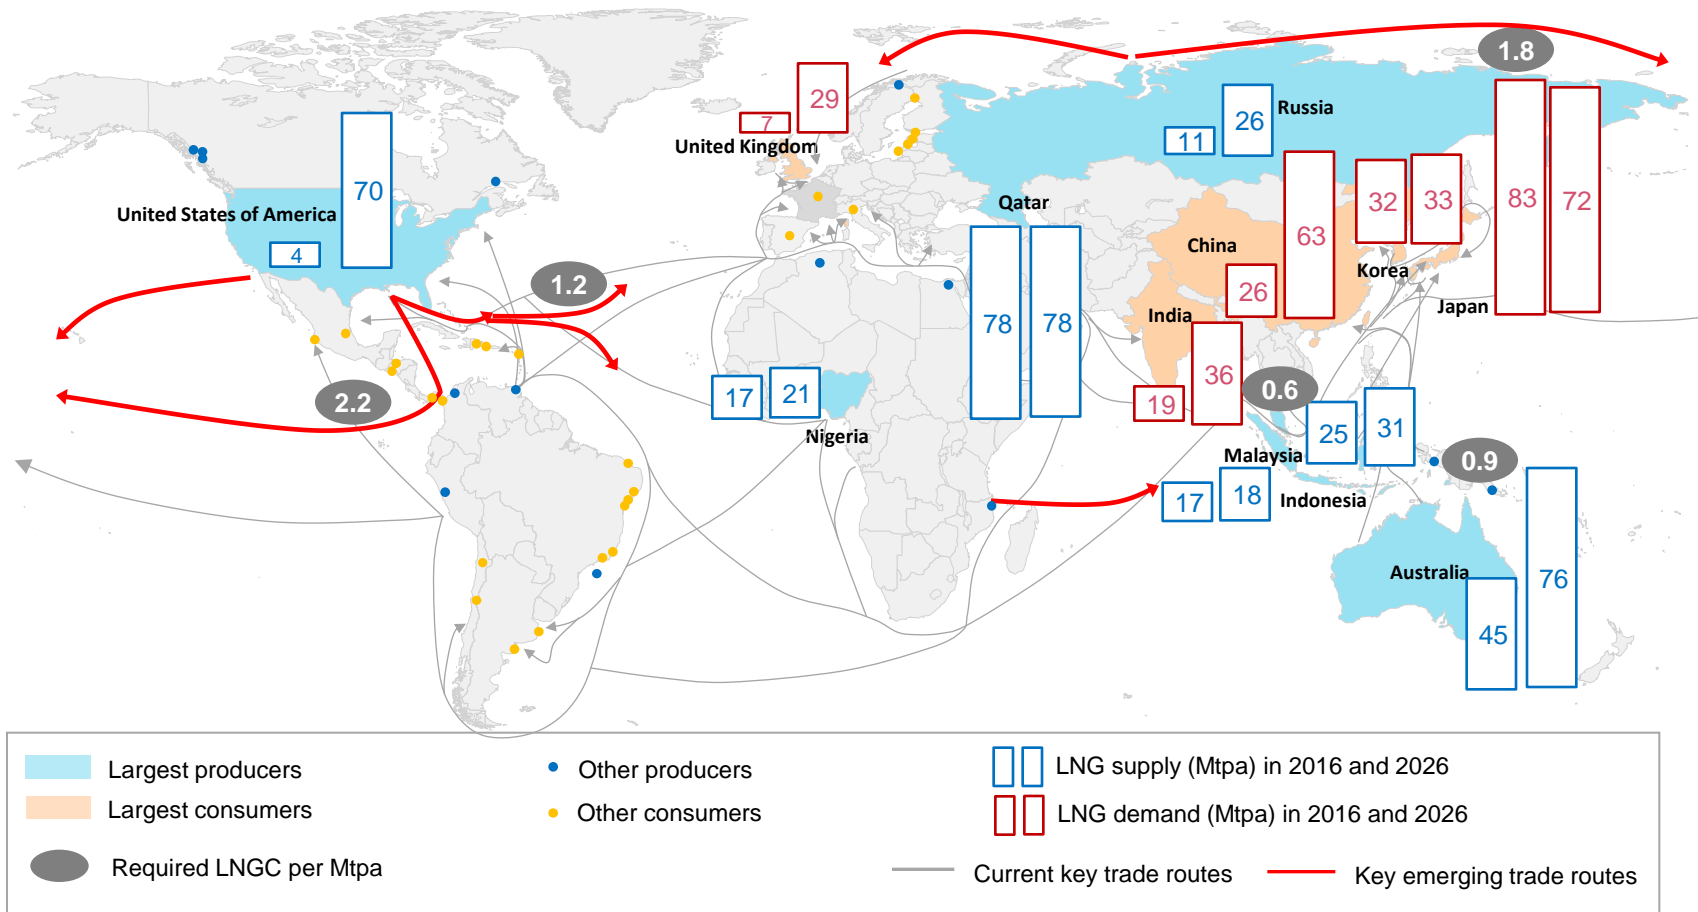 1.8
29
7
United Kingdom
Russia
26
11
70
United States of America
4
Qatar
China
63
32
33
83
72
Korea
Japan
26
India
1.2
78
78
36
19
0.6
2.2
17
21
Nigeria
25
31
Malaysia
0.9
17
18
Indonesia
Australia
76
45
Largest producers
Other producers
LNG supply (Mtpa) in 2016 and 2026
Largest consumers
Other consumers
LNG demand (Mtpa) in 2016 and 2026
Required LNGC per Mtpa
Current key trade routes
Key emerging trade routes